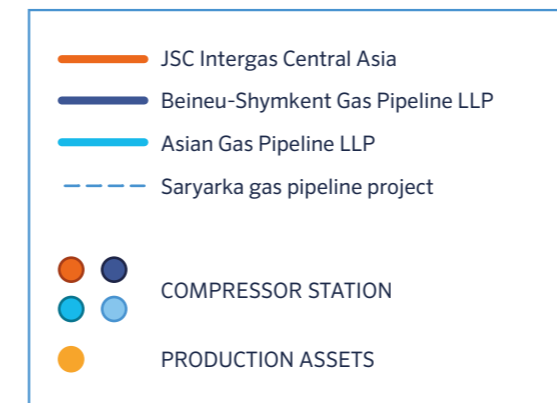 JSC Intergas Central Asia
Beineu-Shymkent Gas Pipeline LLP
Asian Gas Pipeline LLP
Saryarka gas pipeline project
COMPRESSOR STATION
PRODUCTION ASSETS